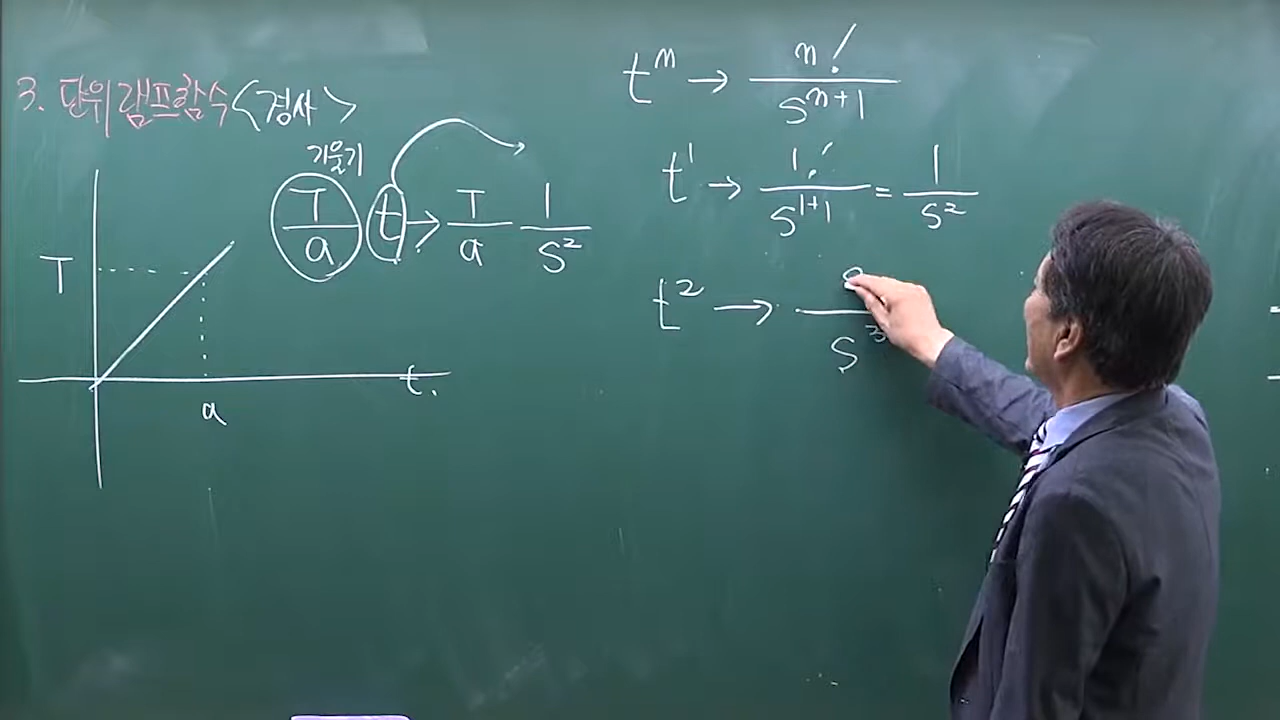 3. 단위램프함수<경사>
기울기
T/a t → T/a 1/s²
T
a
t.
tⁿ → n!/sⁿ⁺¹
t¹ → 1!/s¹⁺¹ = 1/s²
t² → /s³